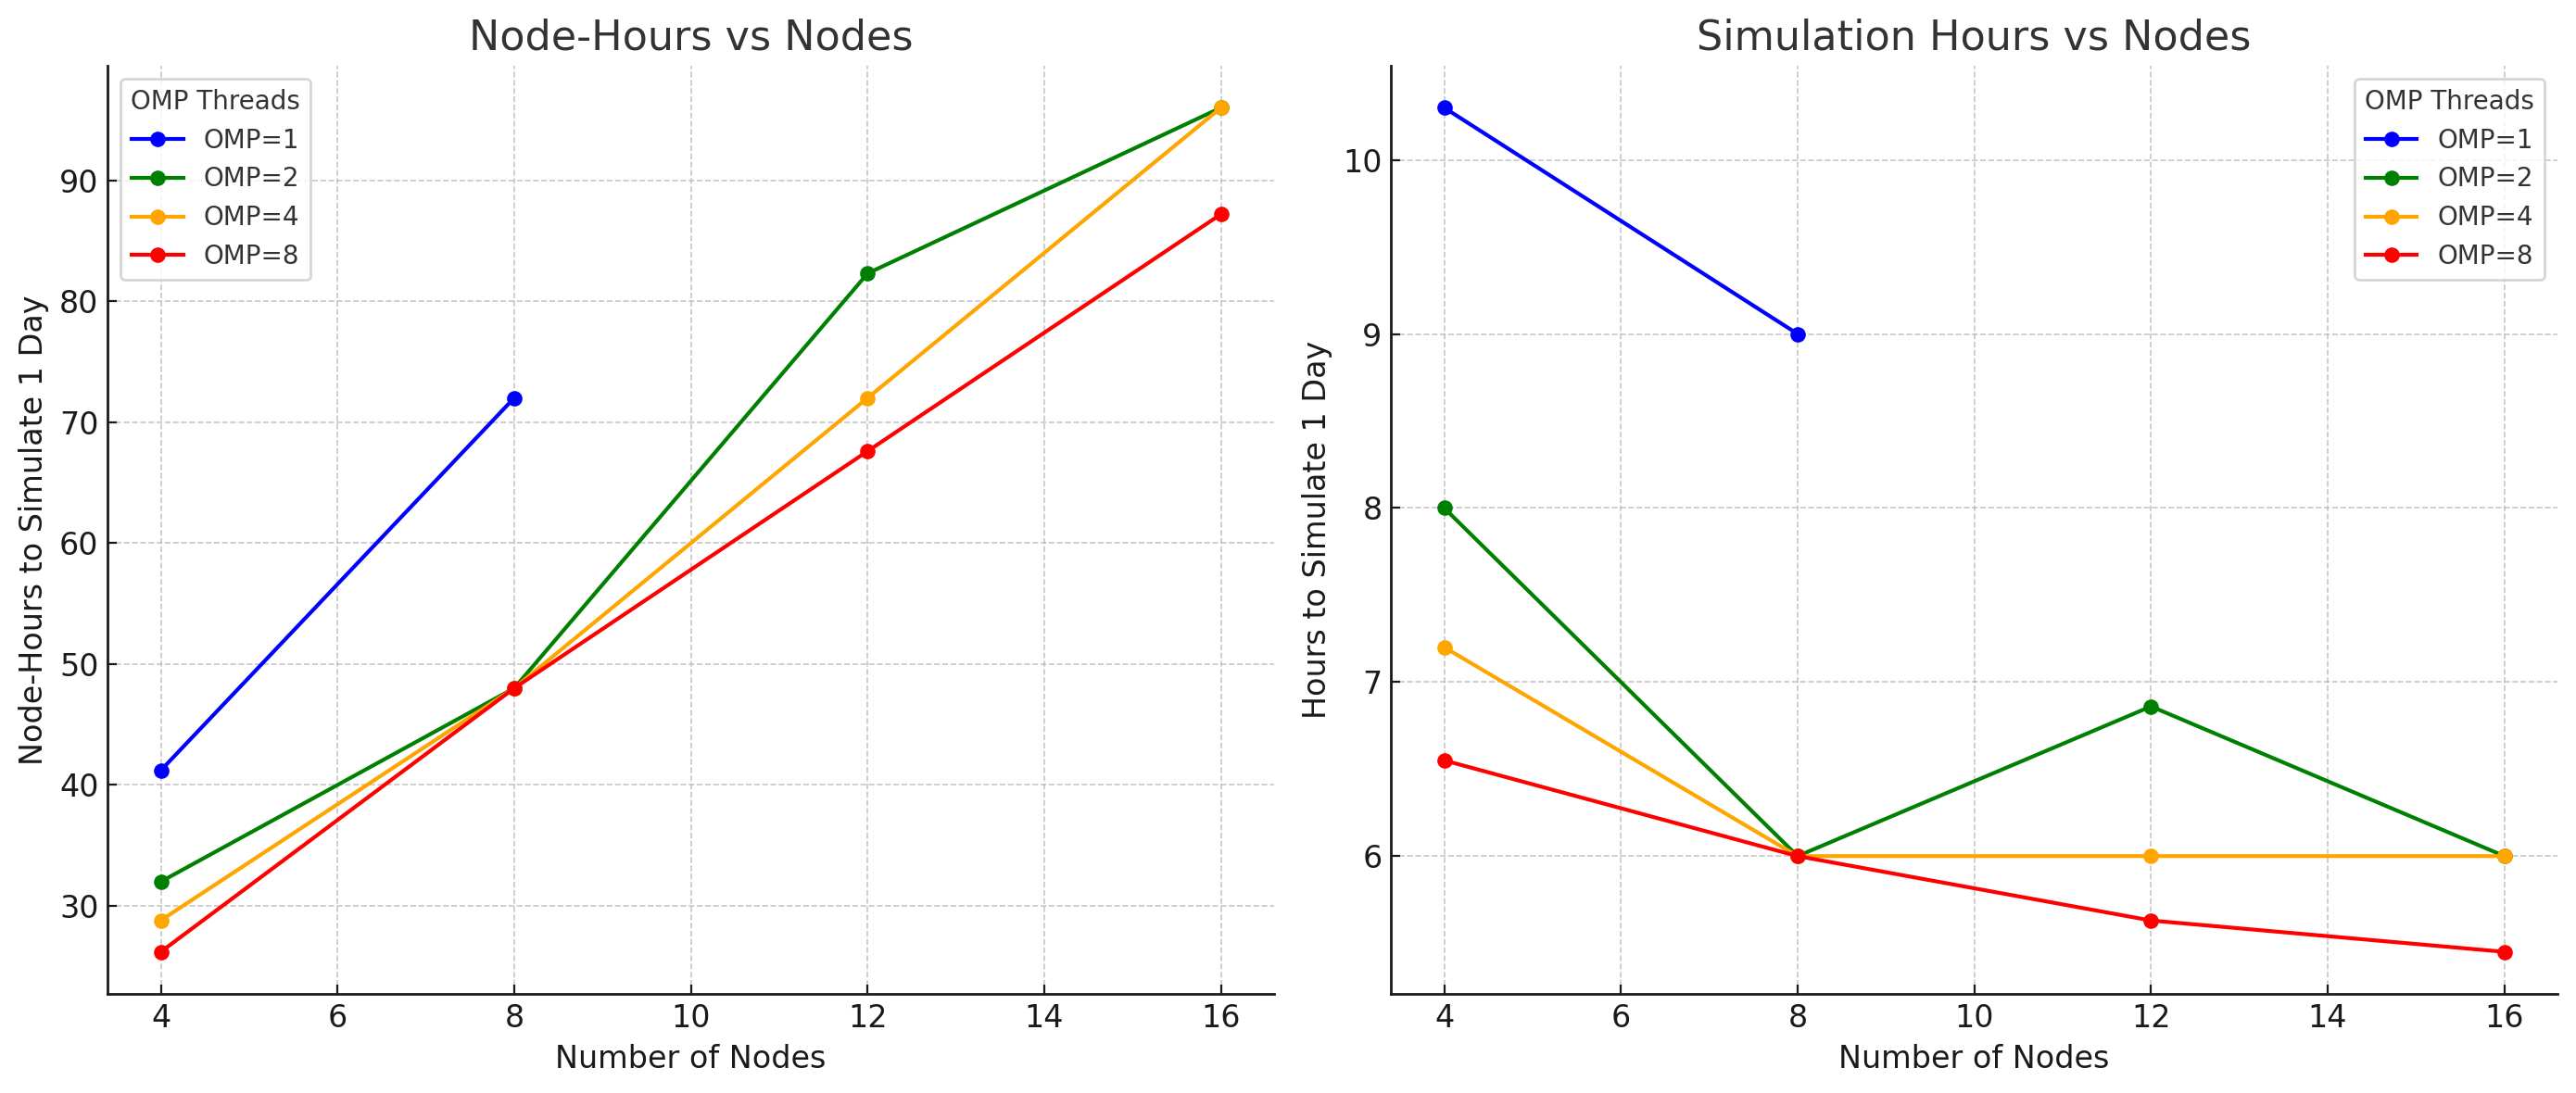 Node-Hours vs Nodes
OMP Threads
OMP=1
OMP=2
OMP=4
OMP=8
Node-Hours to Simulate 1 Day
90
80
70
60
50
40
30
4 6 8 10 12 14 16
Number of Nodes
Simulation Hours vs Nodes
OMP Threads
OMP=1
OMP=2
OMP=4
OMP=8
Hours to Simulate 1 Day
10
9
8
7
6
4 6 8 10 12 14 16
Number of Nodes